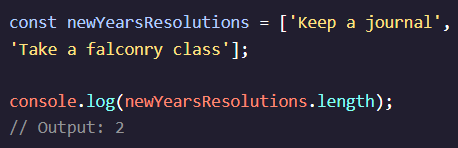 const newYearsResolutions = ['Keep a journal',
'Take a falconry class'];
console.log(newYearsResolutions.length);
// Output: 2